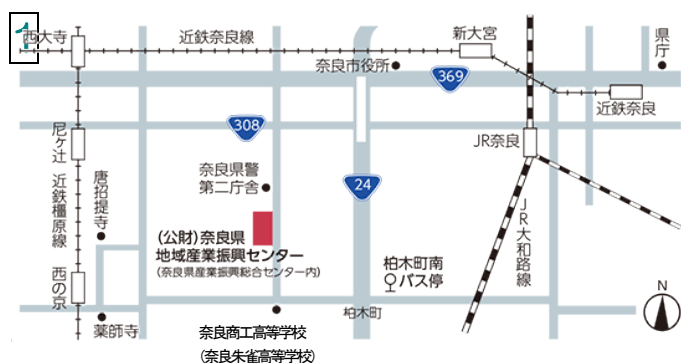 1
西大寺
近鉄奈良線
新大宮
県庁
奈良市役所
369
近鉄奈良
308
尼ヶ辻
JR奈良
奈良県警
第二庁舎
24
唐招提寺
近鉄橿原線
JR大和路線
(公財)奈良県
地域産業振興センター
(奈良県産業振興総合センター内)
柏木町南
バス停
西の京
N
柏木町
薬師寺
奈良商工高等学校
(奈良朱雀高等学校)